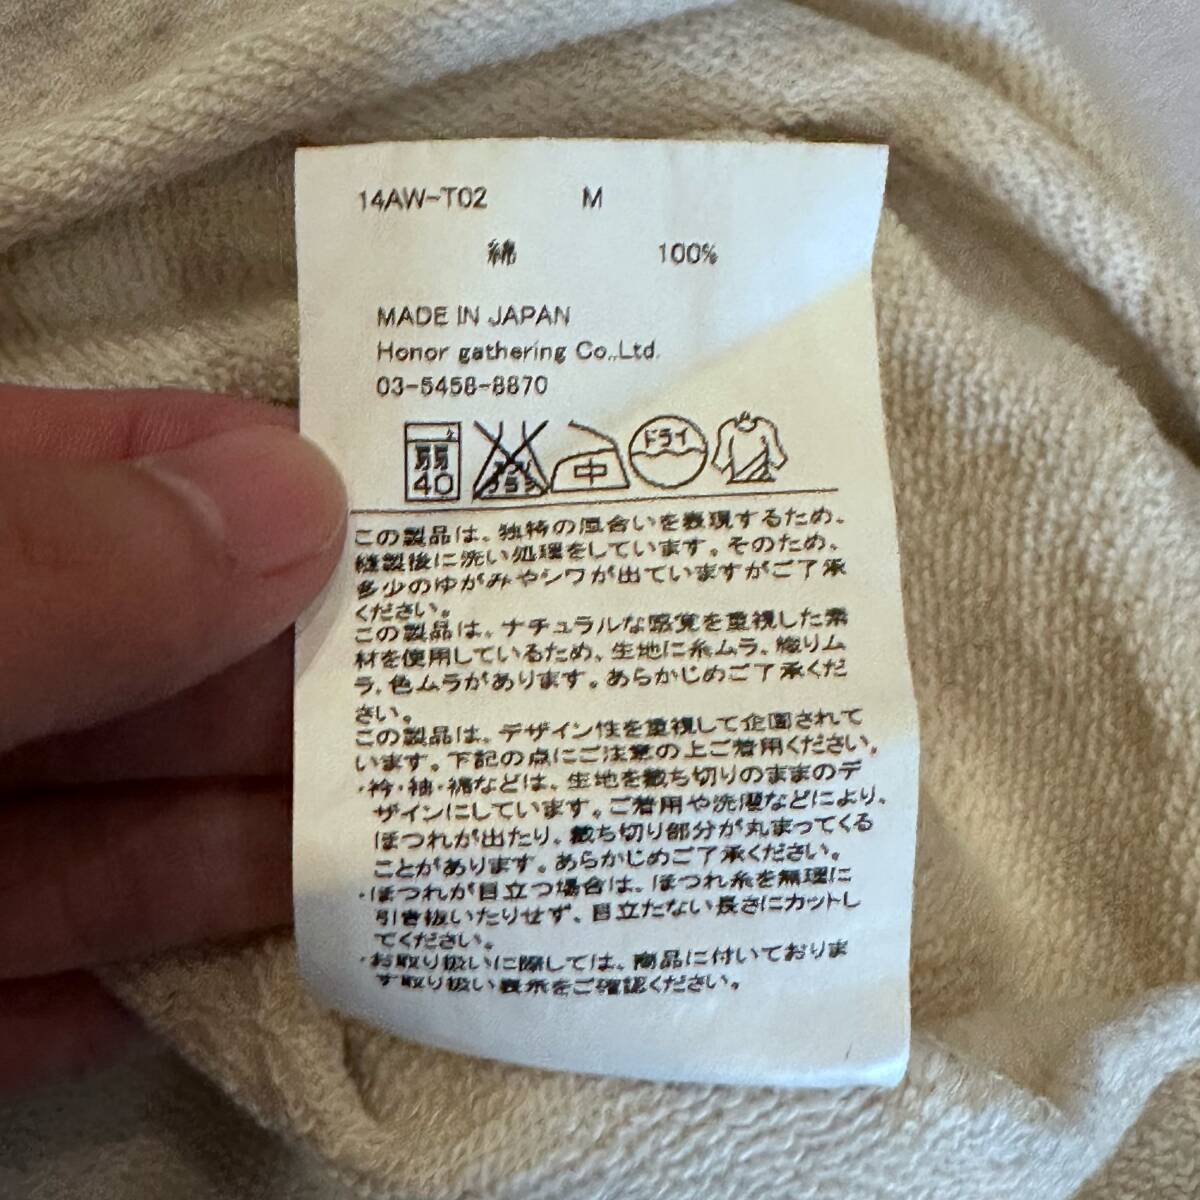 14AW-T02 M
綿 100%
MADE IN JAPAN
Honor gathering Co.,Ltd.
03-5458-8870
弱 40 中 ドライ
この製品は、独特の風合いを表現するため、
縫製後に洗い処理をしています。そのため、
多少のゆがみやシワが出ていますがご了承
ください。
この製品は、ナチュラルな感覚を重視した素
材を使用しているため、生地に糸ムラ、織りム
ラ、色ムラがあります。あらかじめご了承くだ
さい。
この製品は、デザイン性を重視して企画されて
います。下記の点にご注意の上ご着用ください。
・衿・袖・裾などは、生地を裁ち切りのままのデ
ザインにしています。ご着用や洗濯などにより、
ほつれが出たり、裁ち切り部分が丸まってくる
ことがあります。あらかじめご了承ください。
・ほつれが目立つ場合は、ほつれ糸を無理に
引き抜いたりせず、目立たない長さにカットし
てください。
・お取り扱いに際しては、商品に付いておりま
す取り扱い表示をご確認ください。